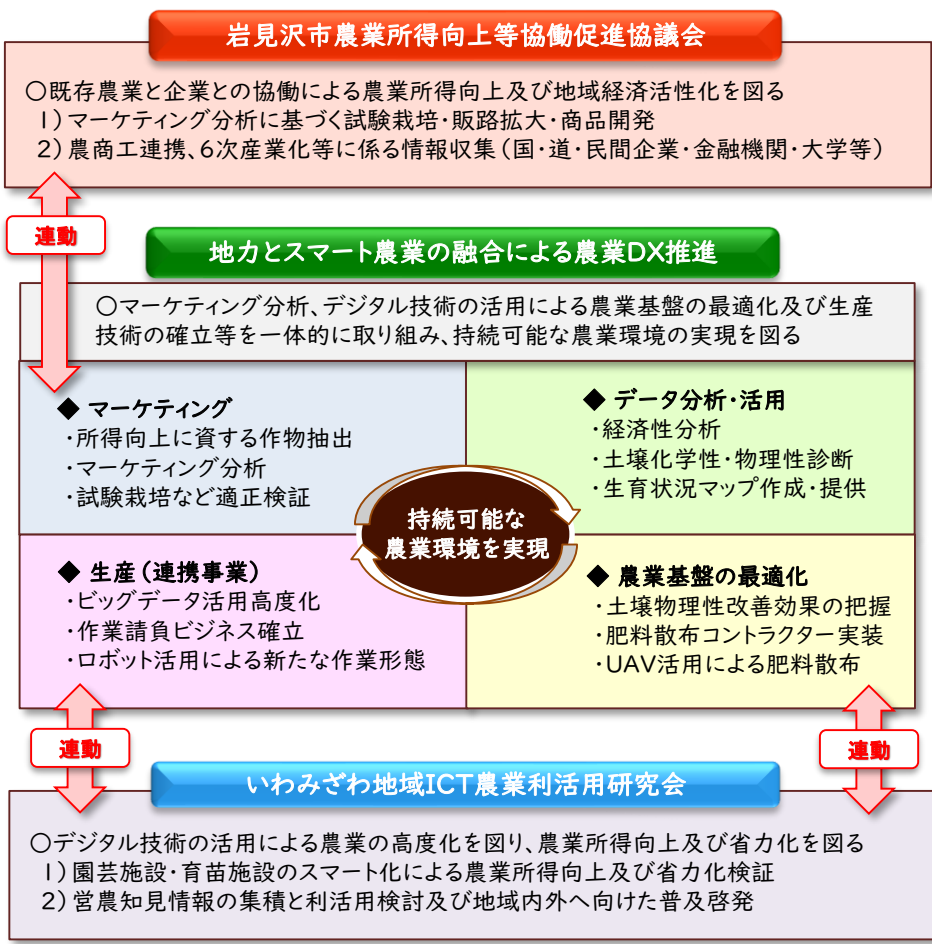 岩見沢市農業所得向上等協働促進協議会
○既存農業と企業との協働による農業所得向上及び地域経済活性化を図る
1)マーケティング分析に基づく試験栽培・販路拡大・商品開発
2)農商工連携、6次産業化等に係る情報収集(国・道・民間企業・金融機関・大学等)
連動
地力とスマート農業の融合による農業DX推進
○マーケティング分析、デジタル技術の活用による農業基盤の最適化及び生産
技術の確立等を一体的に取り組み、持続可能な農業環境の実現を図る
◆ マーケティング
・所得向上に資する作物抽出
・マーケティング分析
・試験栽培など適正検証
◆ データ分析・活用
・経済性分析
・土壌化学性・物理性診断
・生育状況マップ作成・提供
持続可能な
農業環境を実現
◆ 生産(連携事業)
・ビッグデータ活用高度化
・作業請負ビジネス確立
・ロボット活用による新たな作業形態
◆ 農業基盤の最適化
・土壌物理性改善効果の把握
・肥料散布コントラクター実装
・UAV活用による肥料散布
連動
連動
いわみざわ地域ICT農業利活用研究会
○デジタル技術の活用による農業の高度化を図り、農業所得向上及び省力化を図る
1)園芸施設・育苗施設のスマート化による農業所得向上及び省力化検証
2)営農知見情報の集積と利活用検討及び地域内外へ向けた普及啓発